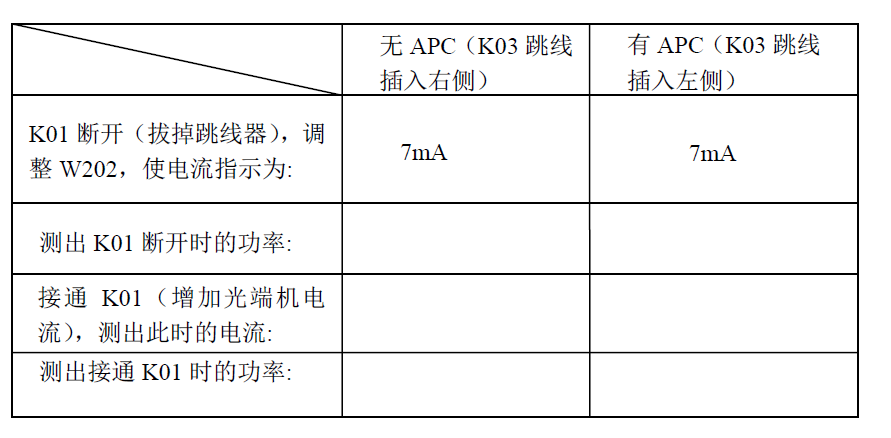 无 APC（K03 跳线
插入右侧）
有 APC（K03 跳线
插入左侧）
K01 断开（拔掉跳线器），调
整 W202，使电流指示为:
7mA
7mA
测出 K01 断开时的功率:
接通 K01（增加光端机电
流），测出此时的电流:
测出接通 K01 时的功率: